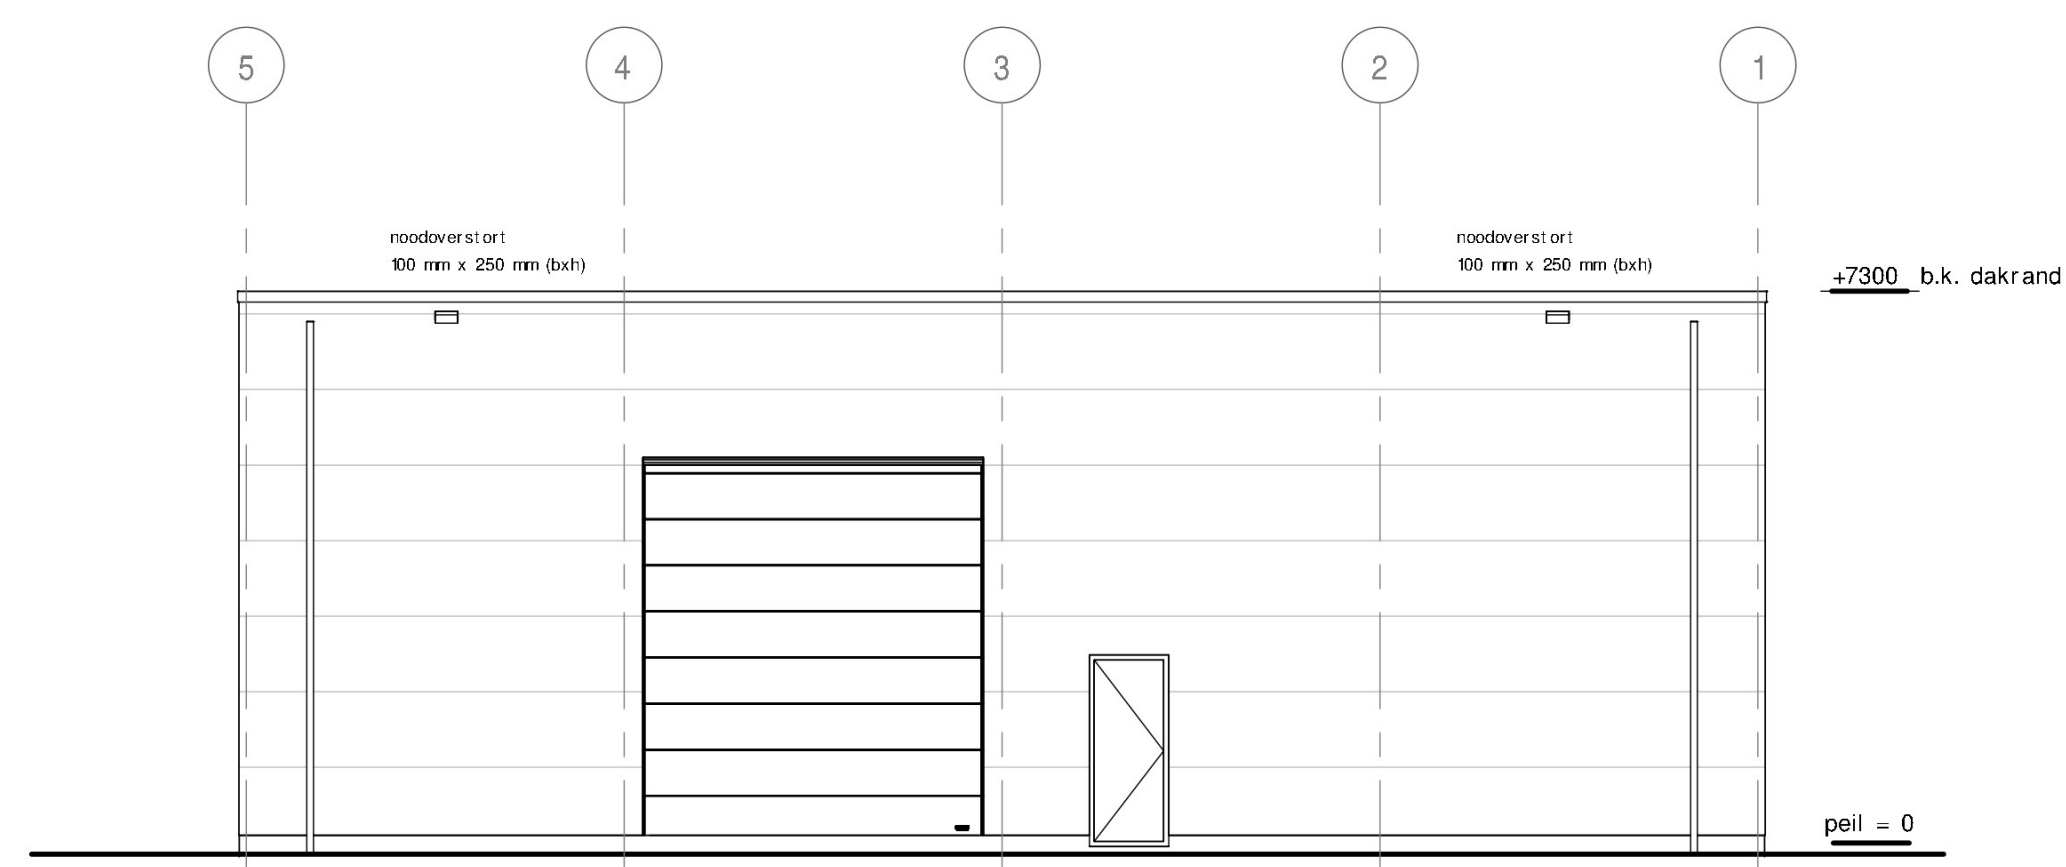 5 4 3 2 1
noodoverstort
100 mm x 250 mm (bxh)
noodoverstort
100 mm x 250 mm (bxh)
+7300 b.k. dakrand
peil = 0